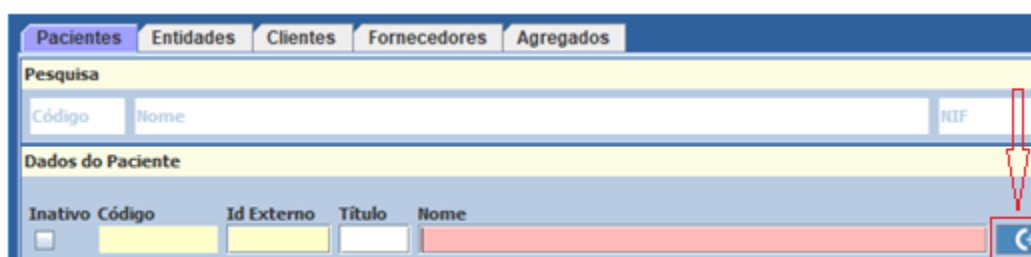 Pacientes Entidades Clientes Fornecedores Agregados
Pesquisa
Código Nome NIF
Dados do Paciente
Inativo Código Id Externo Título Nome